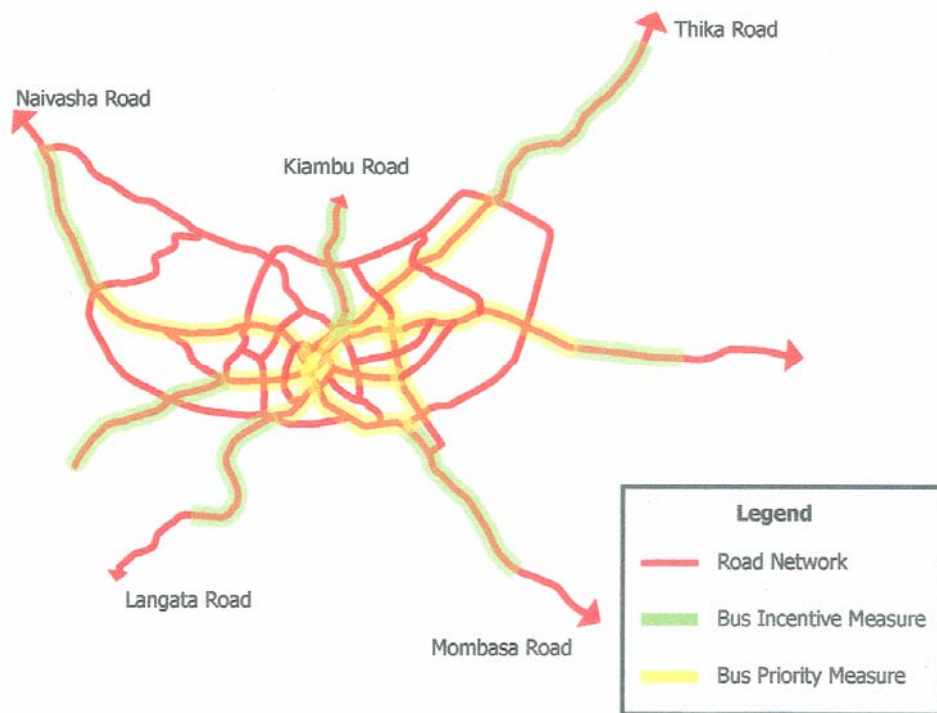 Thika Road
Naivasha Road
Kiambu Road
Langata Road
Mombasa Road
Legend
Road Network
Bus Incentive Measure
Bus Priority Measure